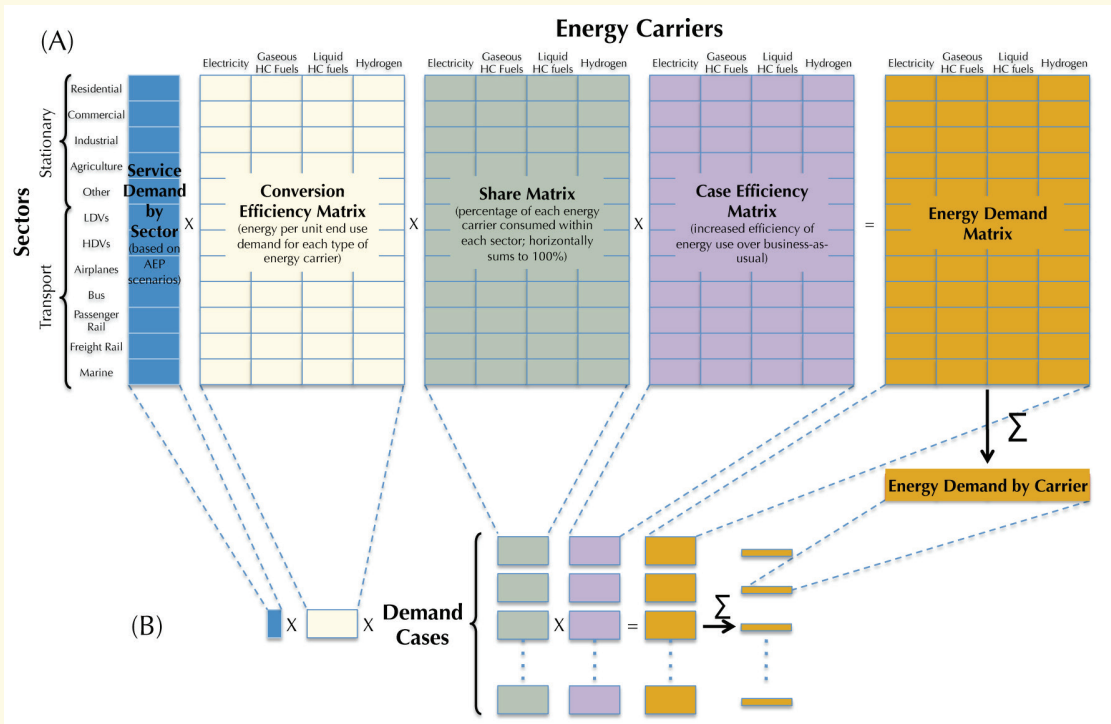 (A)
Energy Carriers
Electricity
Gaseous
HC Fuels
Liquid
HC fuels
Hydrogen
Electricity
Gaseous
HC Fuels
Liquid
HC fuels
Hydrogen
Electricity
Gaseous
HC Fuels
Liquid
HC fuels
Hydrogen
Electricity
Gaseous
HC Fuels
Liquid
HC fuels
Hydrogen
Sectors
Stationary
Transport
Residential
Commercial
Industrial
Agriculture
Other
LDVs
HDVs
Airplanes
Bus
Passenger
Rail
Freight Rail
Marine
Service
Demand
by
Sector
(based on
AEP
scenarios)
X
Conversion
Efficiency Matrix
(energy per unit end use
demand for each type of
energy carrier)
X
Share Matrix
(percentage of each energy
carrier consumed within
each sector; horizontally
sums to 100%)
X
Case Efficiency
Matrix
(increased efficiency of
energy use over business-as-
usual)
=
Energy Demand
Matrix
∑
Energy Demand by Carrier
(B)
X
X
Demand
Cases
X
=
∑